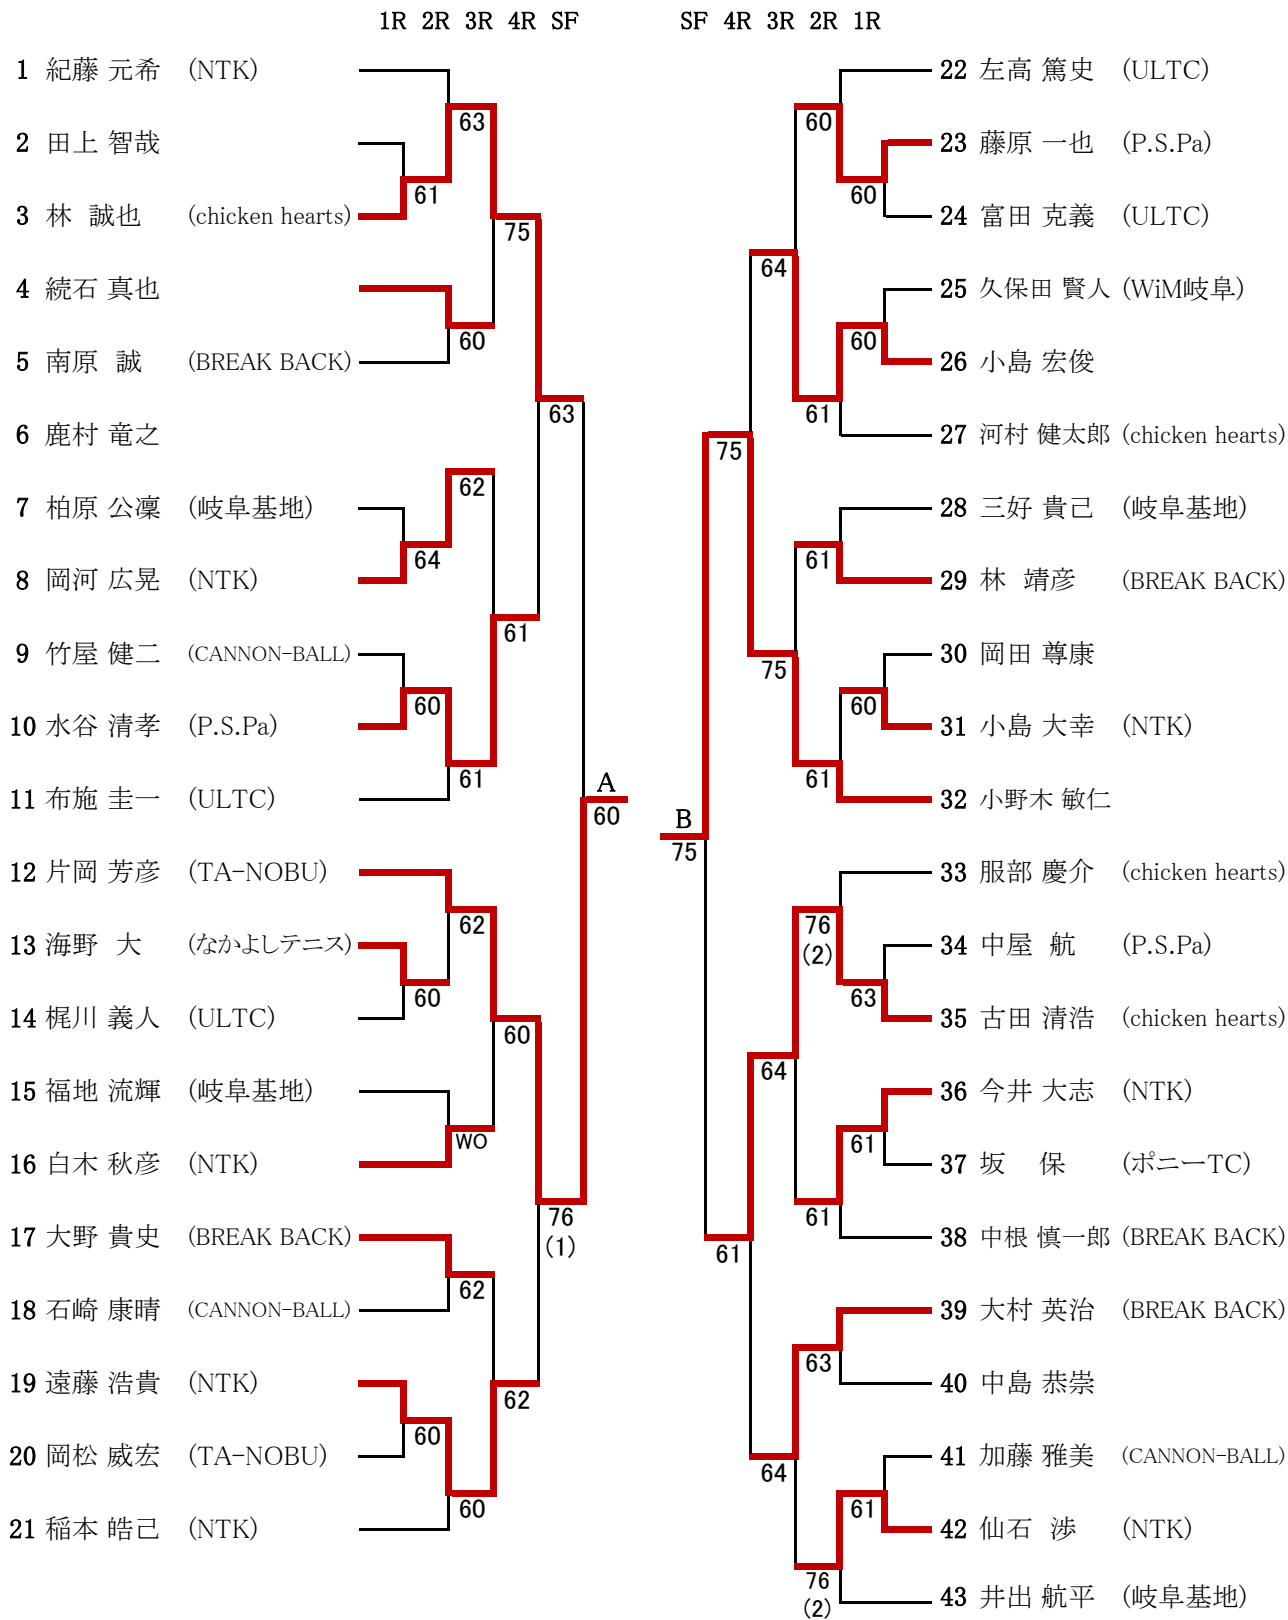 1R 2R 3R 4R SF
SF 4R 3R 2R 1R
1 紀藤 元希 (NTK)
2 田上 智哉
3 林 誠也 (chicken hearts)
4 続石 真也
5 南原 誠 (BREAK BACK)
6 鹿村 竜之
7 柏原 公凜 (岐阜基地)
8 岡河 広晃 (NTK)
9 竹屋 健二 (CANNON-BALL)
10 水谷 清孝 (P.S.Pa)
11 布施 圭一 (ULTC)
12 片岡 芳彦 (TA-NOBU)
13 海野 大 (なかよしテニス)
14 梶川 義人 (ULTC)
15 福地 流輝 (岐阜基地)
16 白木 秋彦 (NTK)
17 大野 貴史 (BREAK BACK)
18 石崎 康晴 (CANNON-BALL)
19 遠藤 浩貴 (NTK)
20 岡松 威宏 (TA-NOBU)
21 稲本 皓己 (NTK)
61
64
60
60
60
63
60
62
61
62
WO
62
60
75
61
60
62
63
76
(1)
A
60
B
75
75
61
64
75
64
64
60
61
61
61
76
(2)
61
63
76
(2)
60
60
60
63
61
61
22 左高 篤史 (ULTC)
23 藤原 一也 (P.S.Pa)
24 富田 克義 (ULTC)
25 久保田 賢人 (WiM岐阜)
26 小島 宏俊
27 河村 健太郎 (chicken hearts)
28 三好 貴己 (岐阜基地)
29 林 靖彦 (BREAK BACK)
30 岡田 尊康
31 小島 大幸 (NTK)
32 小野木 敏仁
33 服部 慶介 (chicken hearts)
34 中屋 航 (P.S.Pa)
35 古田 清浩 (chicken hearts)
36 今井 大志 (NTK)
37 坂 保 (ポニーTC)
38 中根 慎一郎 (BREAK BACK)
39 大村 英治 (BREAK BACK)
40 中島 恭崇
41 加藤 雅美 (CANNON-BALL)
42 仙石 渉 (NTK)
43 井出 航平 (岐阜基地)